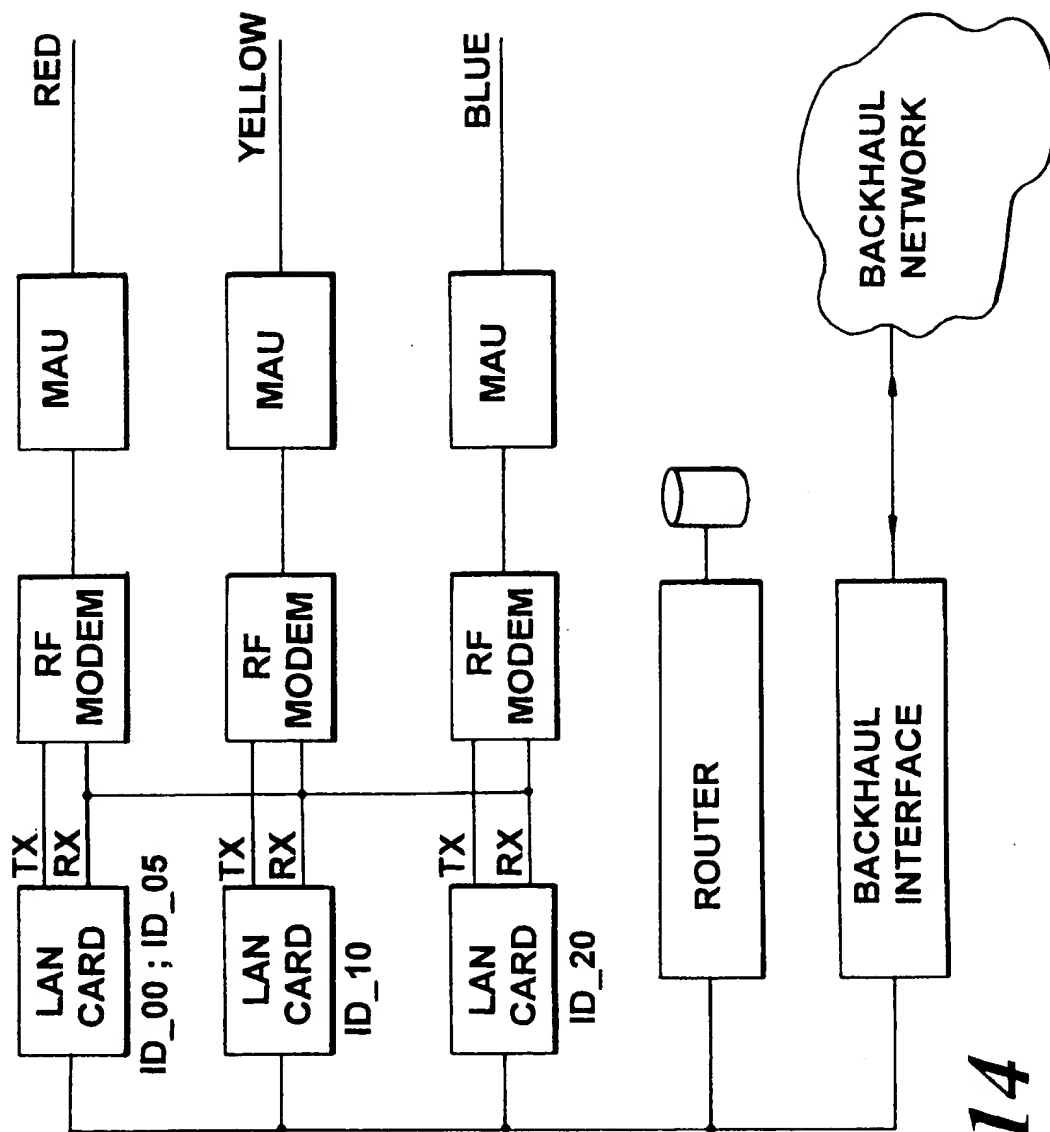 LAN
CARD
ID_00 ; ID_05
TX
RX
RF
MODEM
MAU
RED
LAN
CARD
ID_10
TX
RX
RF
MODEM
MAU
YELLOW
LAN
CARD
ID_20
TX
RX
RF
MODEM
MAU
BLUE
ROUTER
BACKHAUL
INTERFACE
BACKHAUL
NETWORK
14